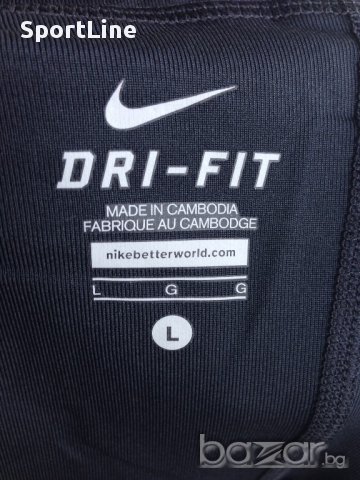 SportLine
DRI-FIT
MADE IN CAMBODIA
FABRIQUE AU CAMBODGE
nikebetterworld.com
L G G
L
bazar.bg